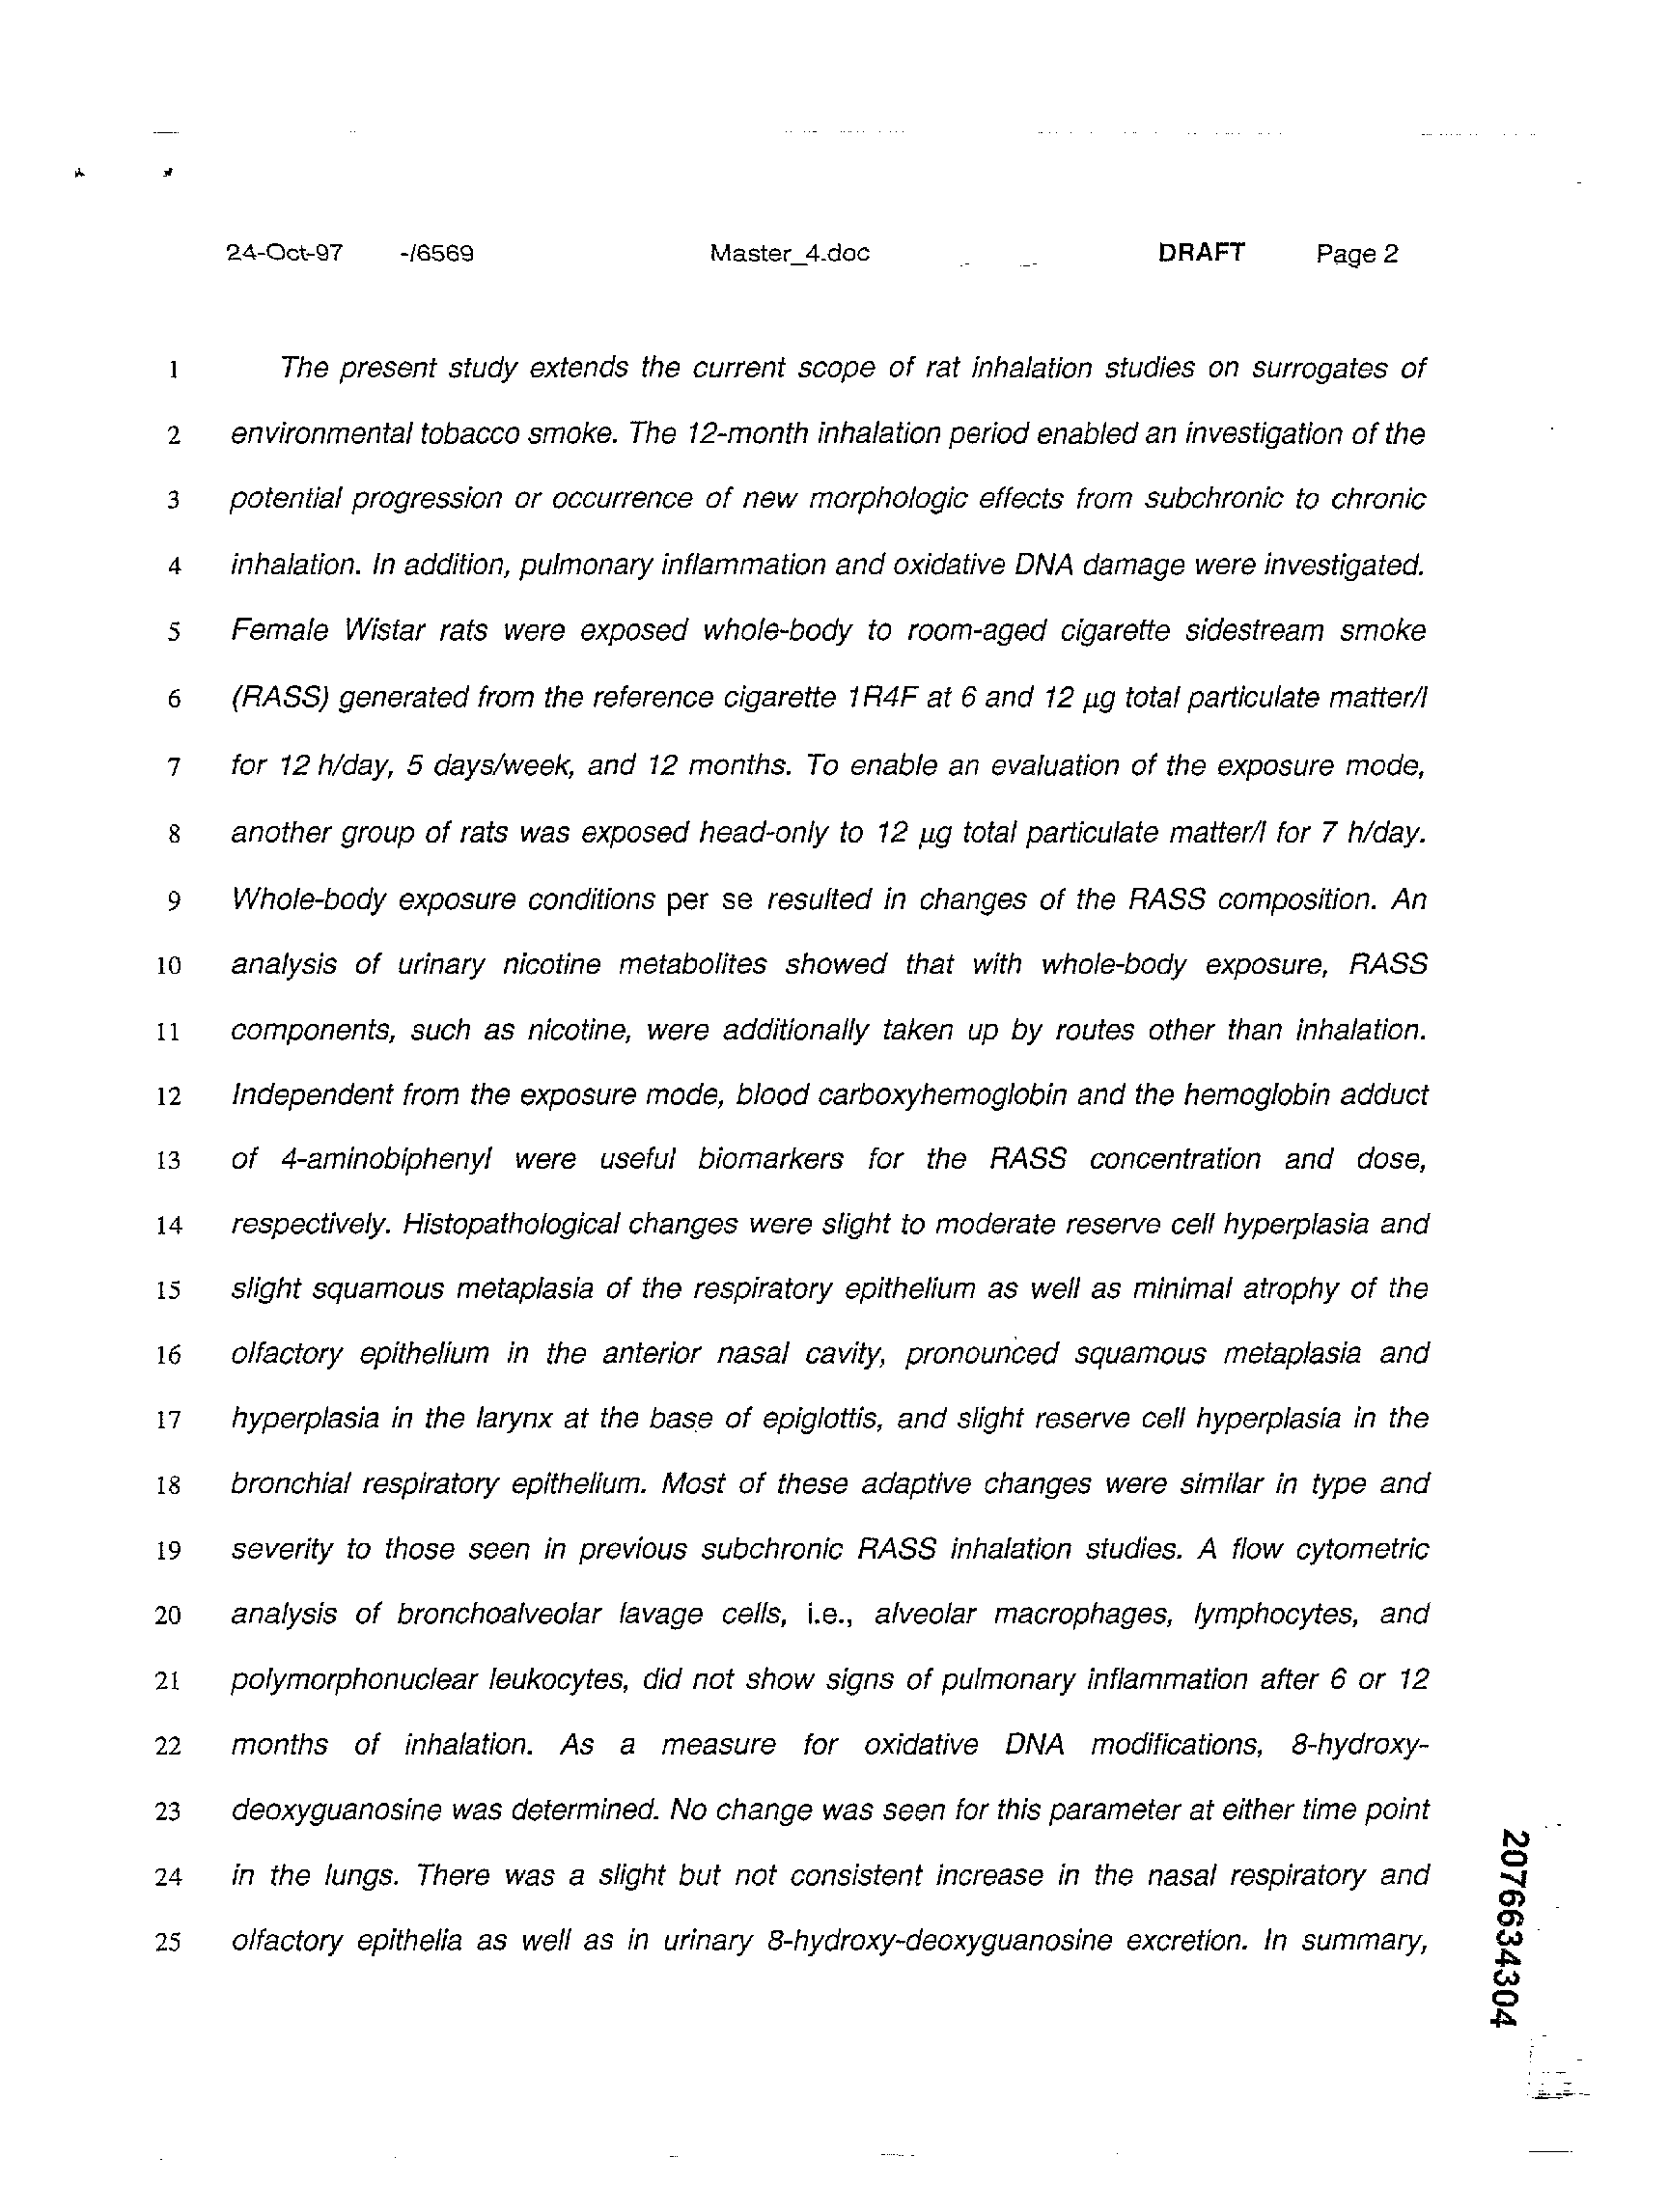 24-Oct-97 -/6569 Master_4.doc DRAFT Page 2
1 The present study extends the current scope of rat inhalation studies on surrogates of
2 environmental tobacco smoke. The 12-month inhalation period enabled an investigation of the
3 potential progression or occurrence of new morphologic effects from subchronic to chronic
4 inhalation. In addition, pulmonary inflammation and oxidative DNA damage were investigated.
5 Female Wistar rats were exposed whole-body to room-aged cigarette sidestream smoke
6 (RASS) generated from the reference cigarette 1R4F at 6 and 12 µg total particulate matter/l
7 for 12 h/day, 5 days/week, and 12 months. To enable an evaluation of the exposure mode,
8 another group of rats was exposed head-only to 12 µg total particulate matter/l for 7 h/day.
9 Whole-body exposure conditions per se resulted in changes of the RASS composition. An
10 analysis of urinary nicotine metabolites showed that with whole-body exposure, RASS
11 components, such as nicotine, were additionally taken up by routes other than inhalation.
12 Independent from the exposure mode, blood carboxyhemoglobin and the hemoglobin adduct
13 of 4-aminobiphenyl were useful biomarkers for the RASS concentration and dose,
14 respectively. Histopathological changes were slight to moderate reserve cell hyperplasia and
15 slight squamous metaplasia of the respiratory epithelium as well as minimal atrophy of the
16 olfactory epithelium in the anterior nasal cavity, pronounced squamous metaplasia and
17 hyperplasia in the larynx at the base of epiglottis, and slight reserve cell hyperplasia in the
18 bronchial respiratory epithelium. Most of these adaptive changes were similar in type and
19 severity to those seen in previous subchronic RASS inhalation studies. A flow cytometric
20 analysis of bronchoalveolar lavage cells, i.e., alveolar macrophages, lymphocytes, and
21 polymorphonuclear leukocytes, did not show signs of pulmonary inflammation after 6 or 12
22 months of inhalation. As a measure for oxidative DNA modifications, 8-hydroxy-
23 deoxyguanosine was determined. No change was seen for this parameter at either time point
24 in the lungs. There was a slight but not consistent increase in the nasal respiratory and
25 olfactory epithelia as well as in urinary 8-hydroxy-deoxyguanosine excretion. In summary,
2076634304